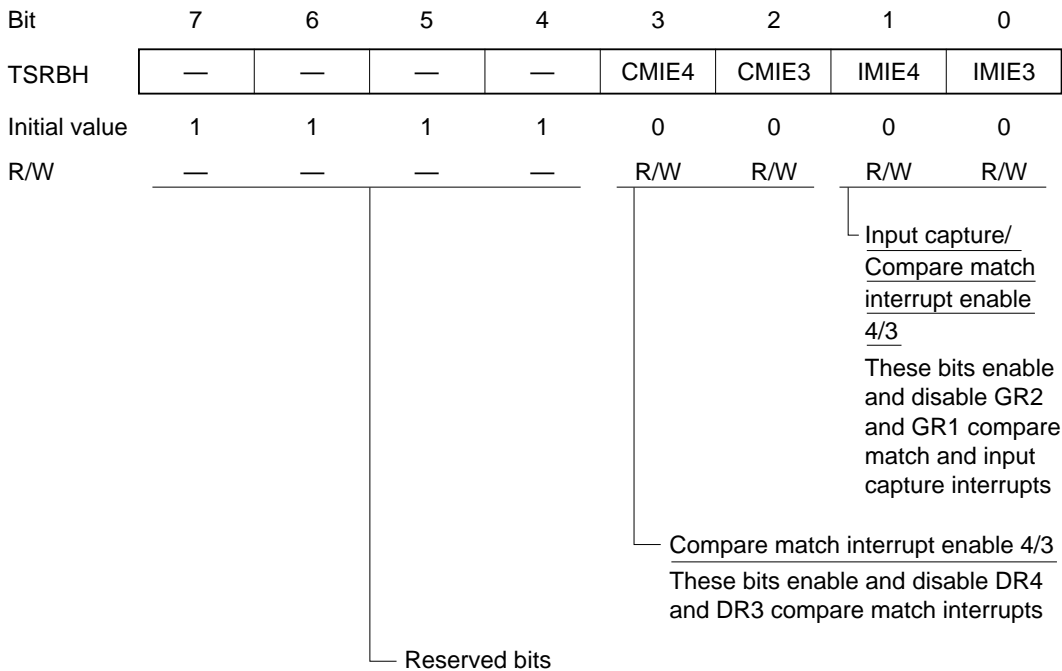 Bit 7 6 5 4 3 2 1 0
TSRBH — — — — CMIE4 CMIE3 IMIE4 IMIE3
Initial value 1 1 1 1 0 0 0 0
R/W — — — — R/W R/W R/W R/W
Input capture/
Compare match
interrupt enable
4/3
These bits enable
and disable GR2
and GR1 compare
match and input
capture interrupts
Compare match interrupt enable 4/3
These bits enable and disable DR4
and DR3 compare match interrupts
Reserved bits